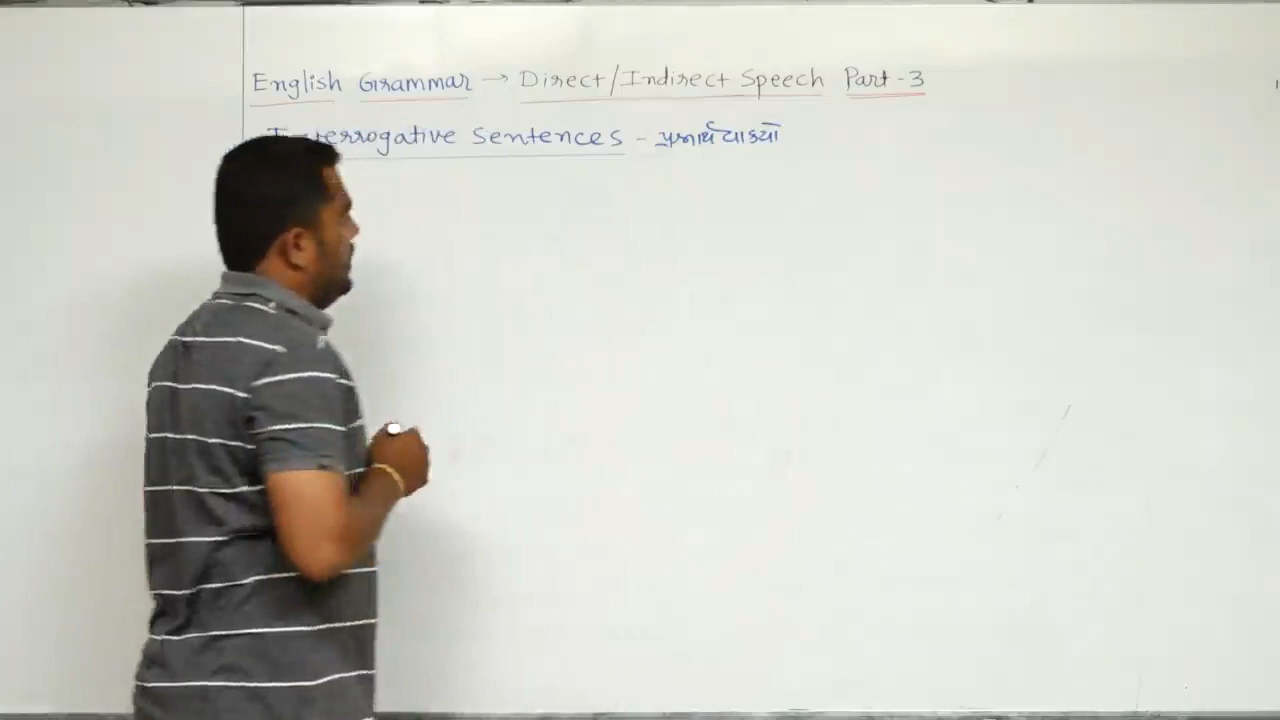 English Grammar → Direct/Indirect Speech Part-3
Interrogative Sentences - પ્રશ્નાર્થ વાક્યો